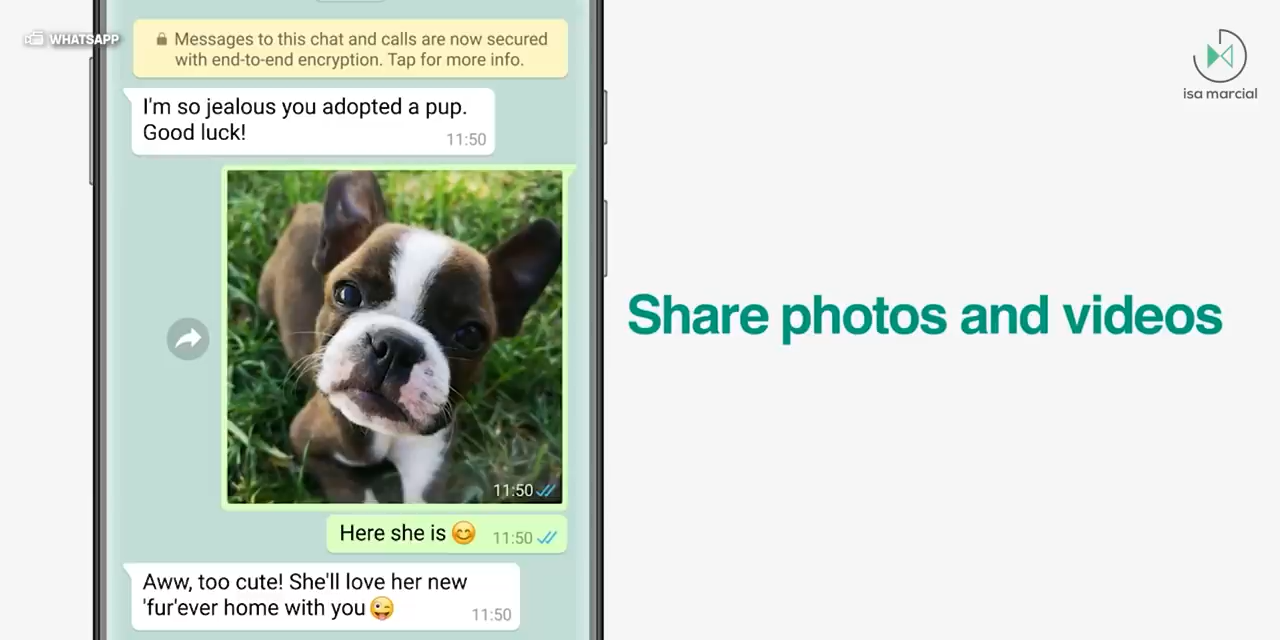 WHATSAPP
isa marcial
Messages to this chat and calls are now secured
with end-to-end encryption. Tap for more info.
I'm so jealous you adopted a pup.
Good luck!
11:50
11:50
Here she is 😊 11:50
Aww, too cute! She'll love her new
'fur'ever home with you 😜
11:50
Share photos and videos